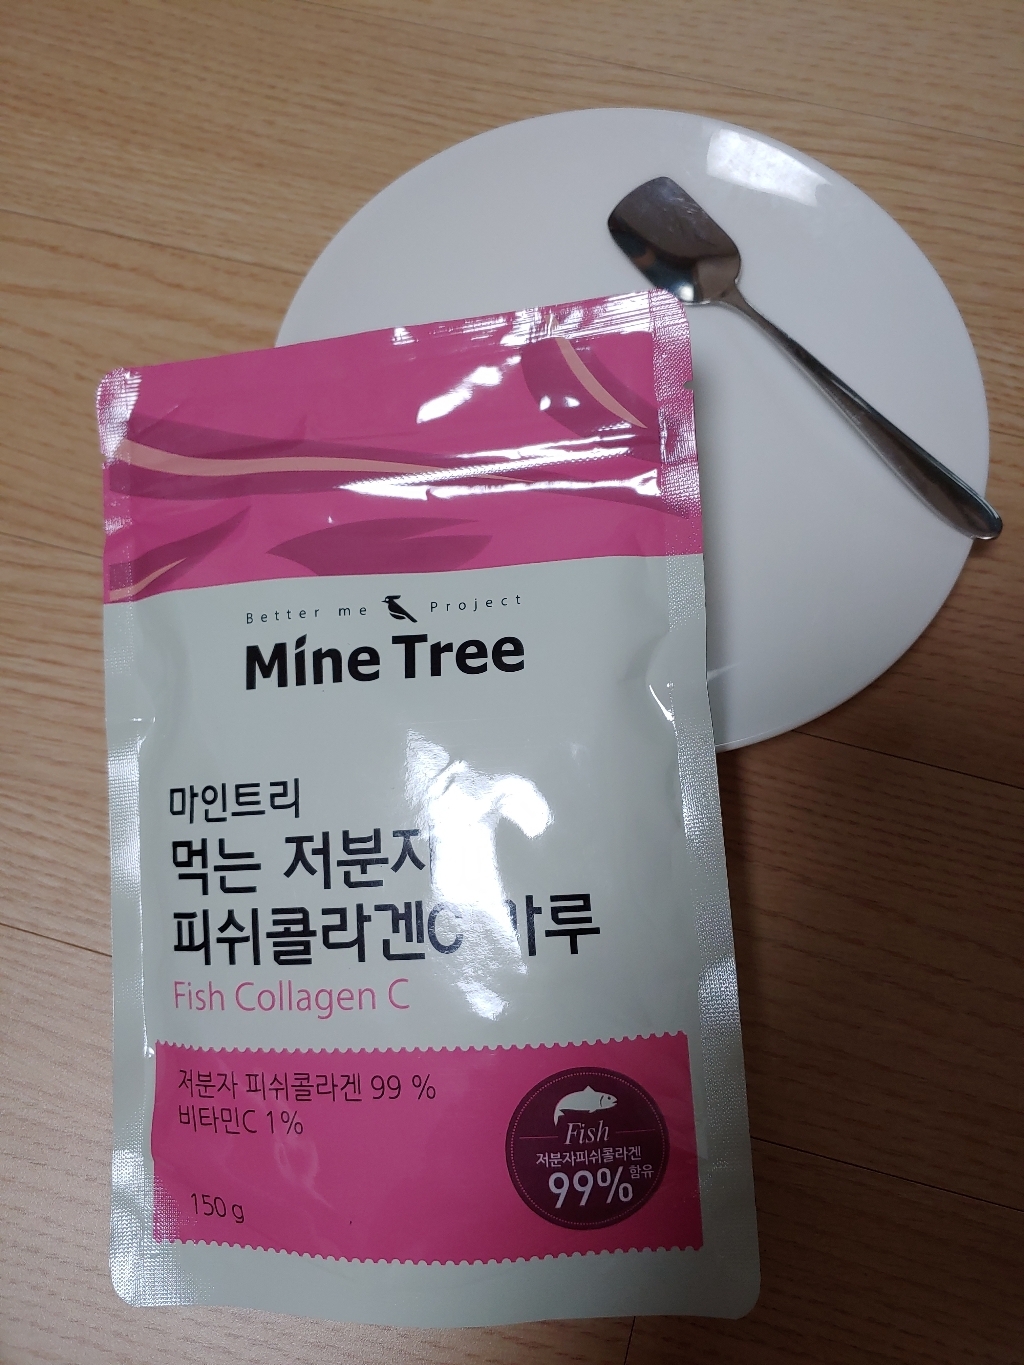 Better me Project
Mine Tree
마인트리
먹는 저분자
피쉬콜라겐C
Fish Collagen C
저분자 피쉬콜라겐 99 %
비타민C 1%
150 g
Fish
저분자피쉬콜라겐
99% 함유